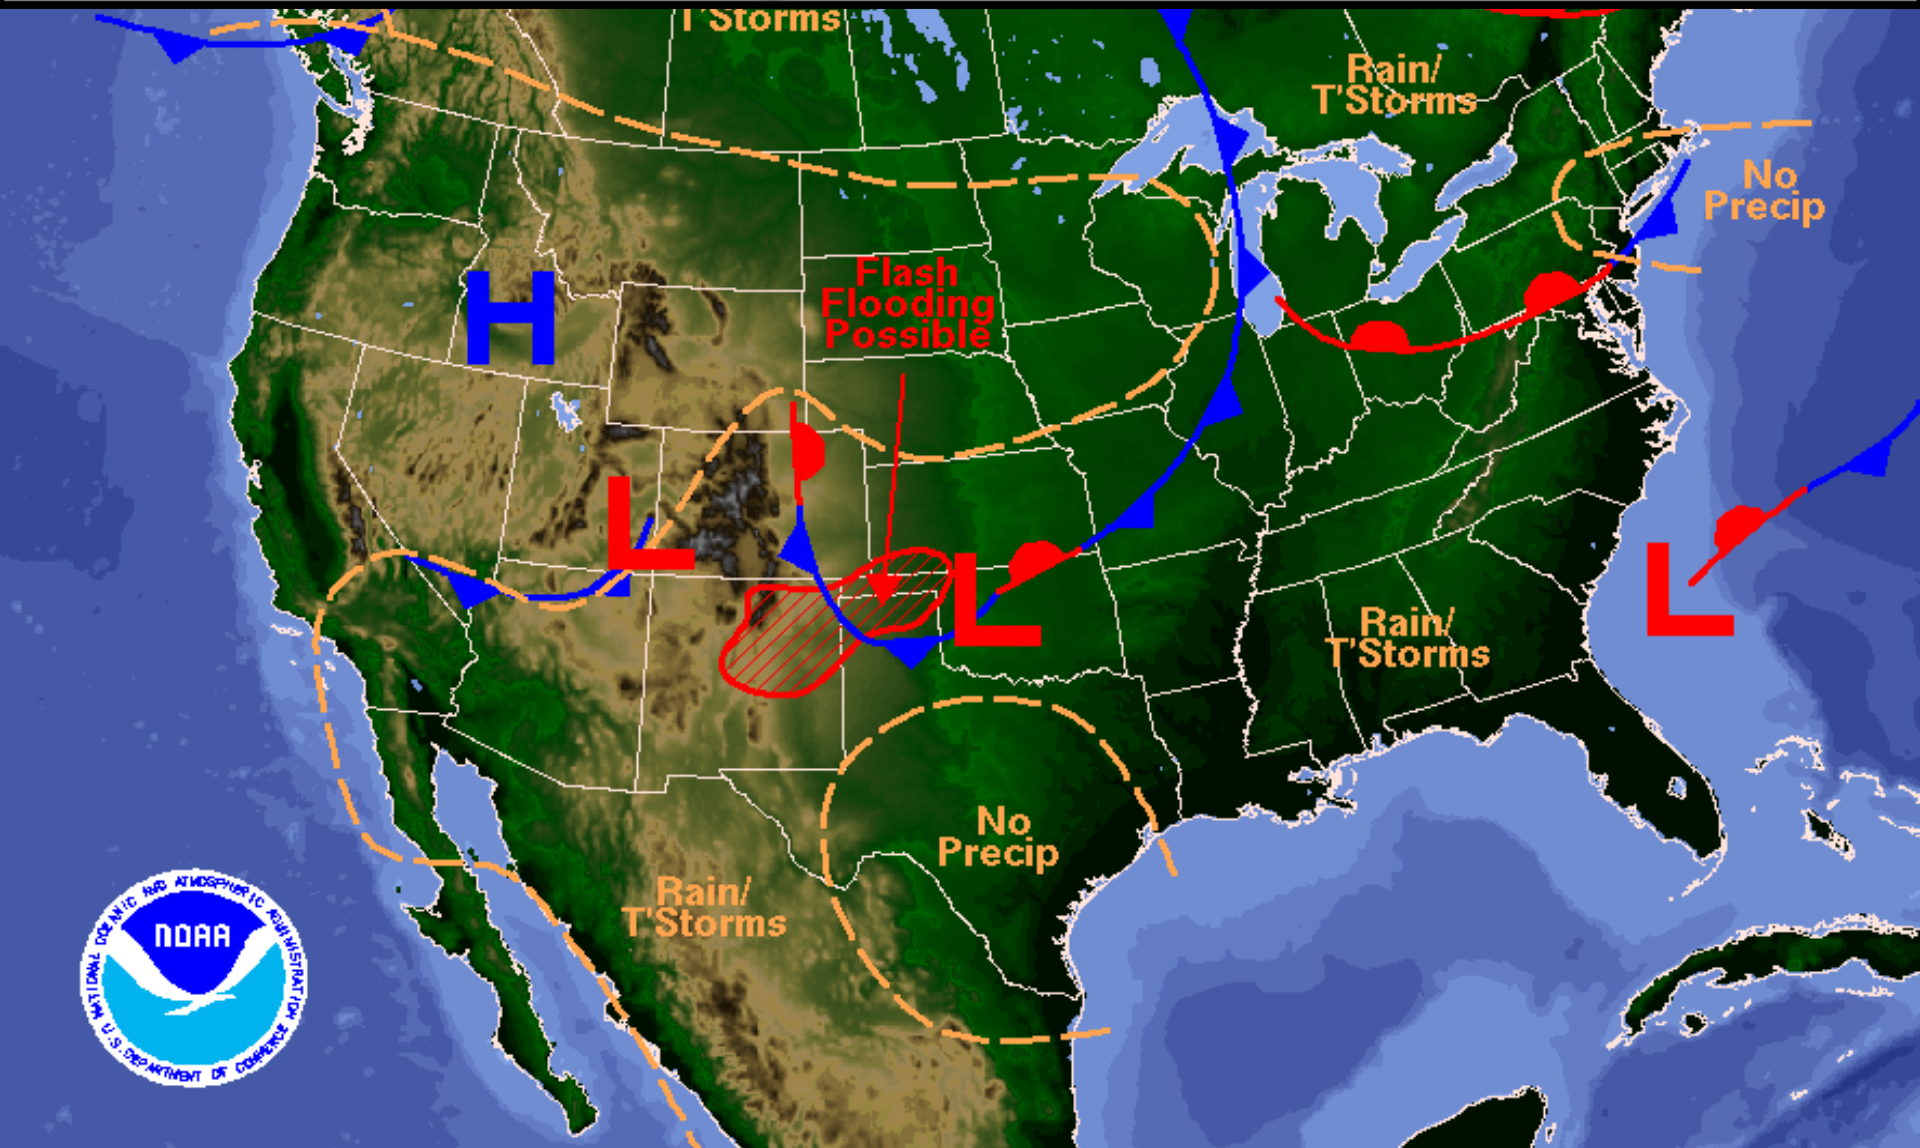 T'Storms
Rain/
T'Storms
No
Precip
H
Flash
Flooding
Possible
L
L
L
Rain/
T'Storms
No
Precip
Rain/
T'Storms
NATIONAL OCEANIC AND ATMOSPHERIC ADMINISTRATION
NOAA
U.S. DEPARTMENT OF COMMERCE